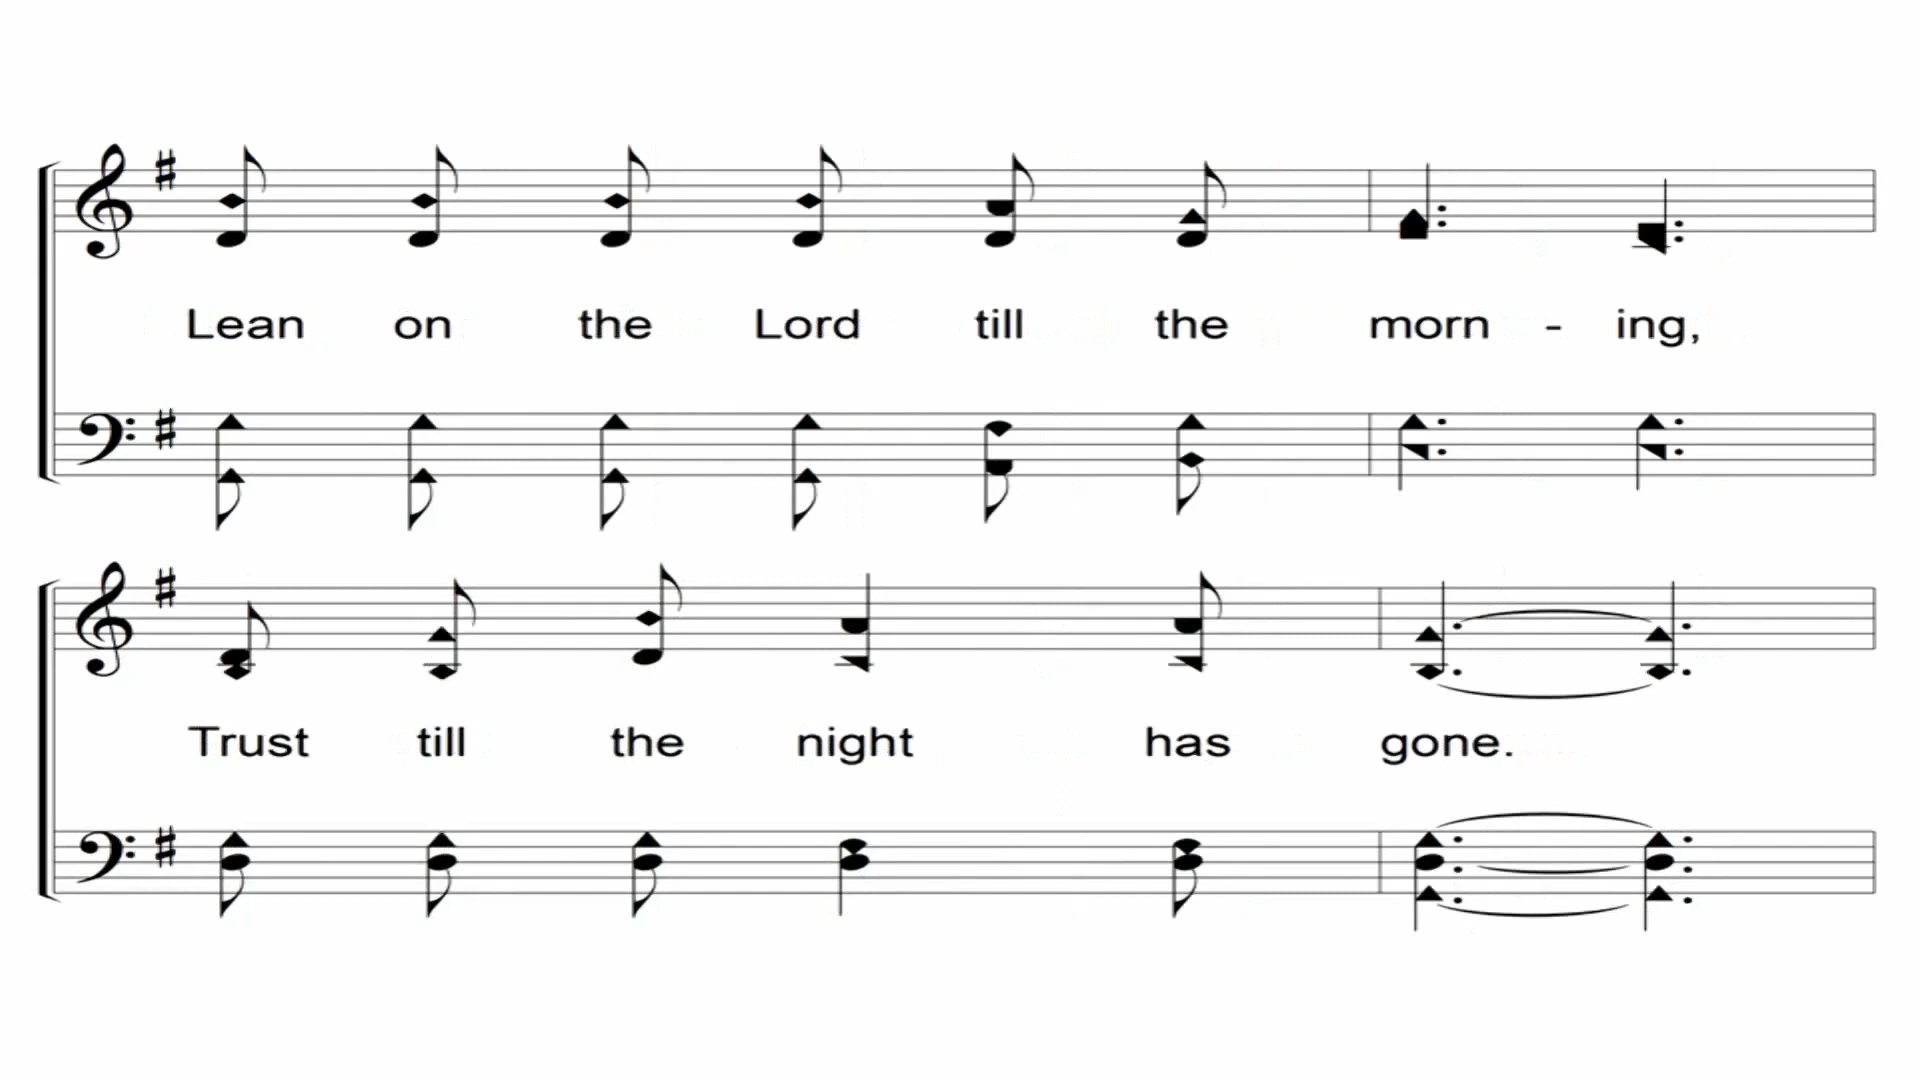 Lean on the Lord till the morn - ing,
Trust till the night has gone.